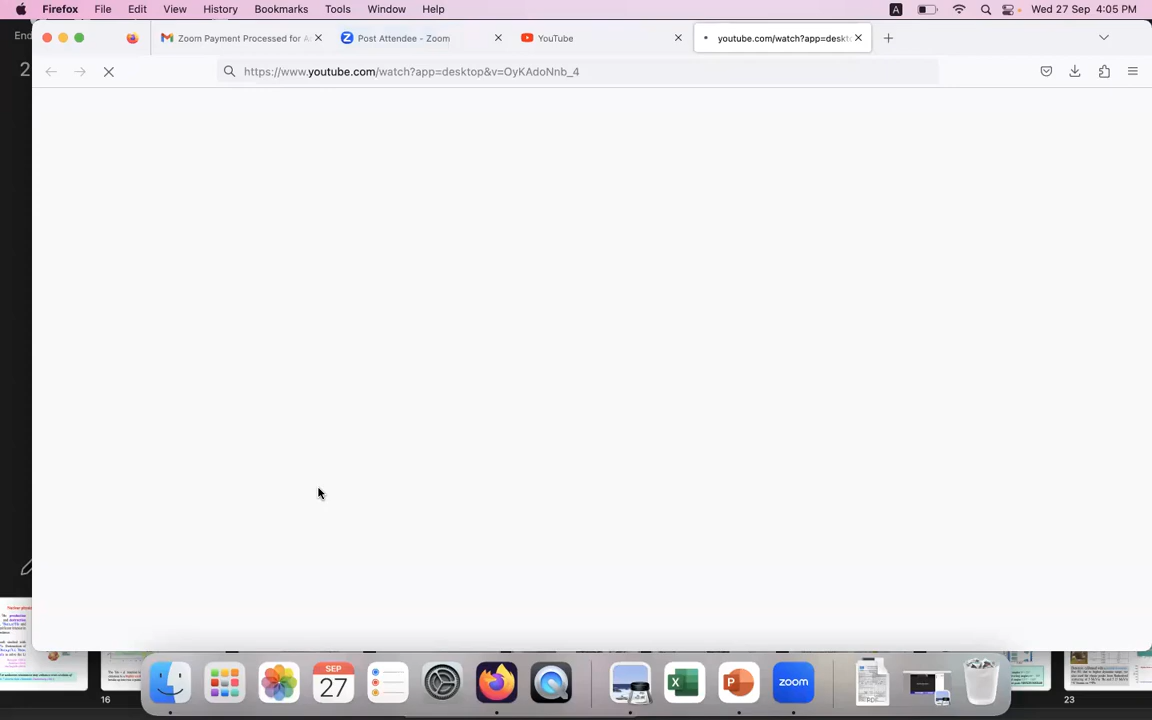 Firefox File Edit View History Bookmarks Tools Window Help A Wed 27 Sep 4:05 PM
Zoom Payment Processed for A
Post Attendee - Zoom
YouTube
youtube.com/watch?app=deskt
https://www.youtube.com/watch?app=desktop&v=OyKAdoNnb_4
End
2
SEP
27
zoom
16
23